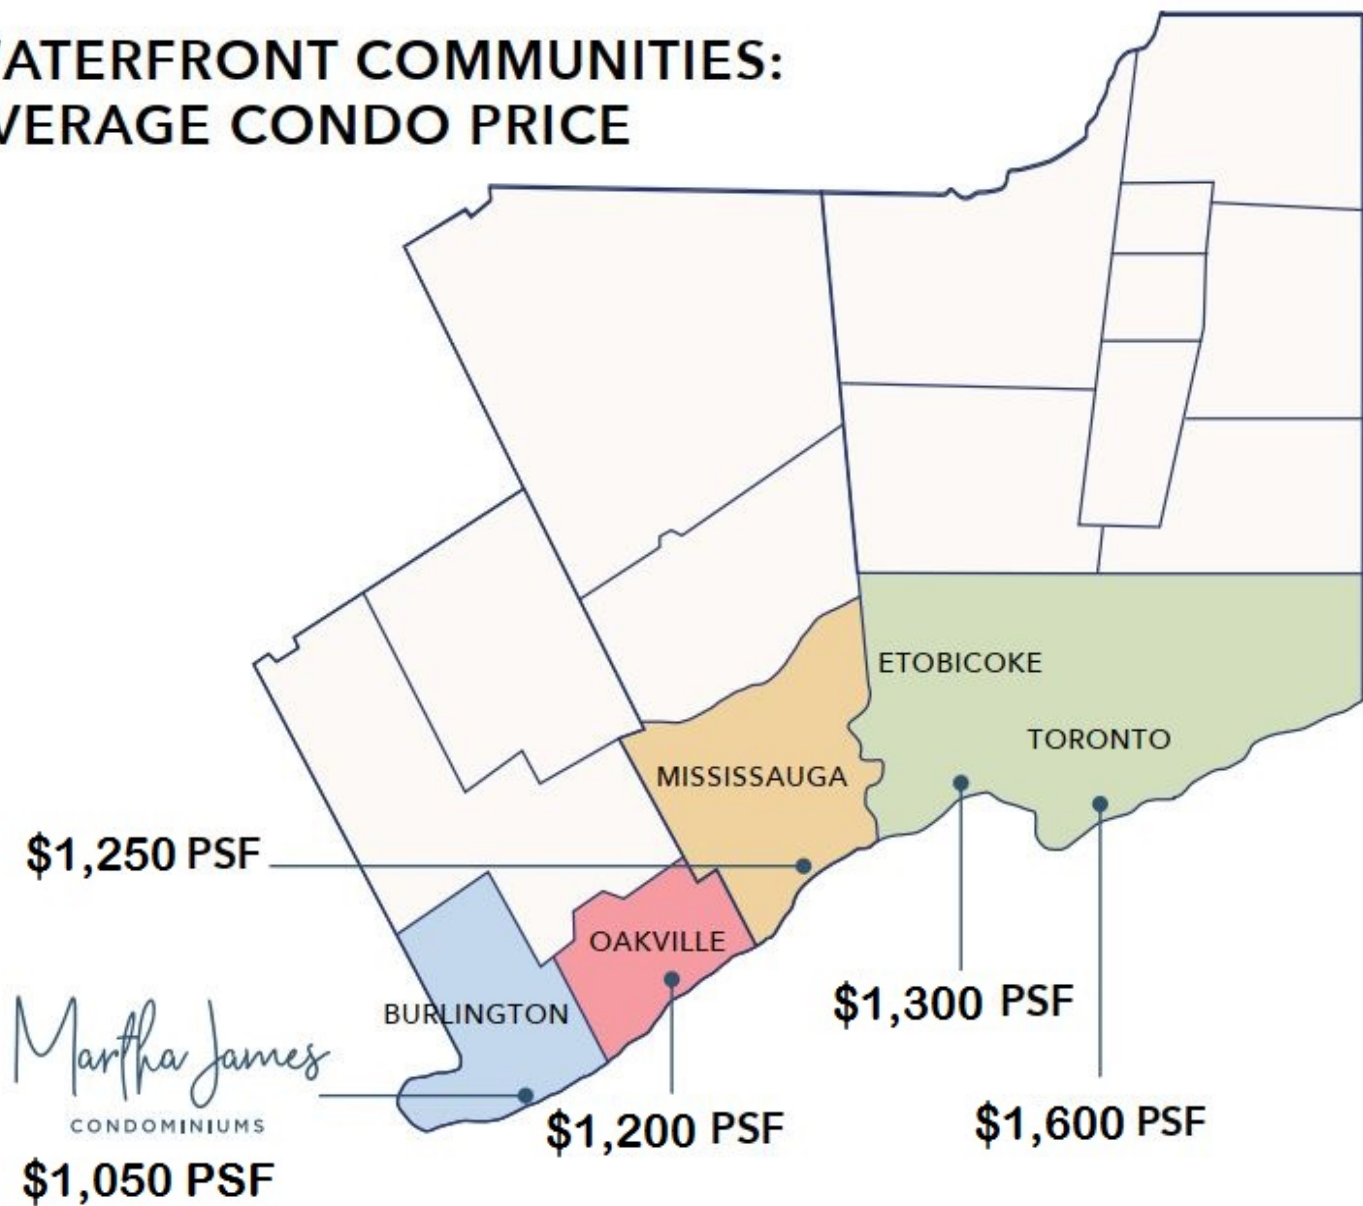 ATERFRONT COMMUNITIES:
VERAGE CONDO PRICE
ETOBICOKE
TORONTO
MISSISSAUGA
$1,250 PSF
OAKVILLE
$1,300 PSF
BURLINGTON
Martha James
CONDOMINIUMS
$1,200 PSF
$1,600 PSF
$1,050 PSF